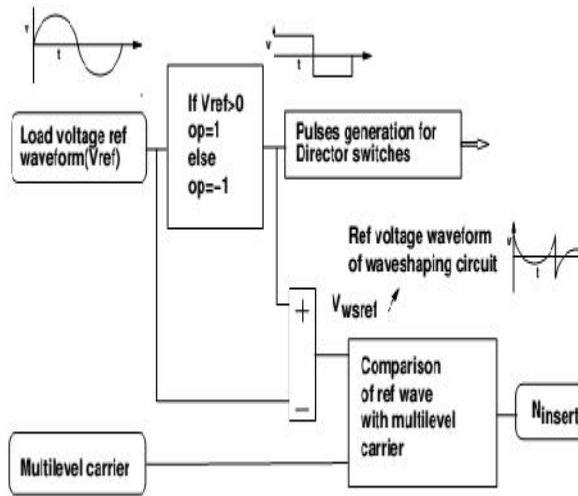 v
t
v
t
If Vref>0
op=1
else
op=-1
Load voltage ref
waveform(Vref)
Pulses generation for
Director switches
Ref voltage waveform
of waveshaping circuit
v
t
Vwsref
+
−
Comparison
of ref wave
with multilevel
carrier
Ninsert
Multilevel carrier